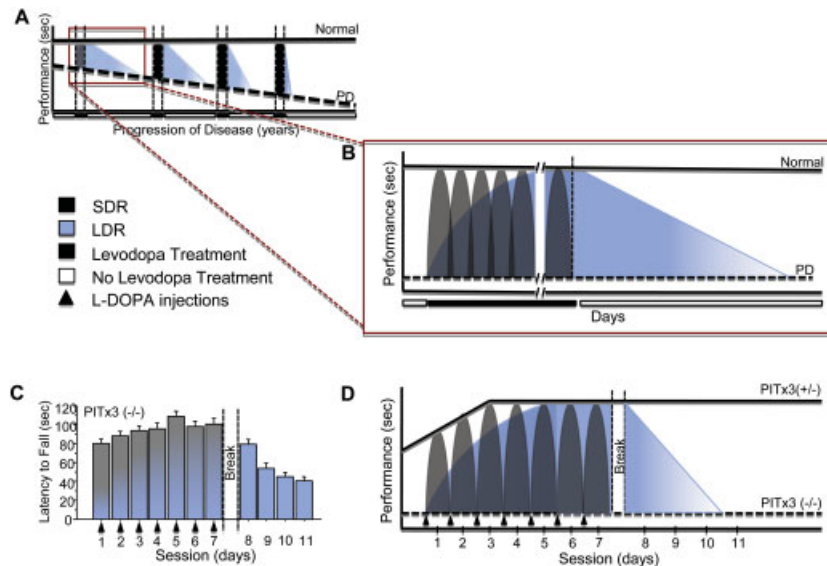 A
Normal
Performance (sec)
PD
Progression of Disease (years)
B
Normal
Performance (sec)
PD
Days
SDR
LDR
Levodopa Treatment
No Levodopa Treatment
L-DOPA injections
C
PITx3 (-/-)
Latency to Fall (sec)
120
100
80
60
40
20
0
Break
1 2 3 4 5 6 7 8 9 10 11
Session (days)
D
PITx3(+/-)
Performance (sec)
Break
PITx3 (-/-)
1 2 3 4 5 6 7 8 9 10 11
Session (days)